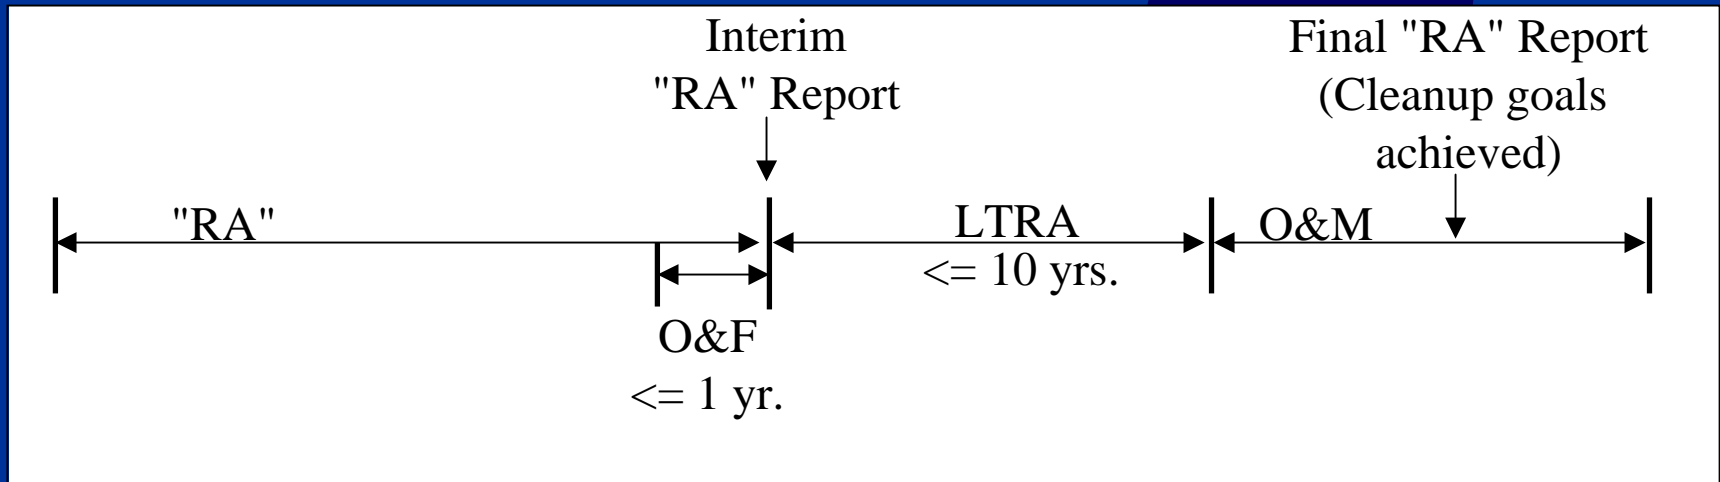 Interim
"RA" Report
Final "RA" Report
(Cleanup goals
achieved)
"RA"
LTRA
<= 10 yrs.
O&M
O&F
<= 1 yr.